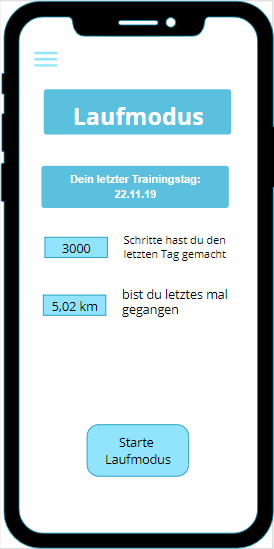 Laufmodus
Dein letzter Trainingstag:
22.11.19
3000
Schritte hast du den
letzten Tag gemacht
5,02 km
bist du letztes mal
gegangen
Starte
Laufmodus